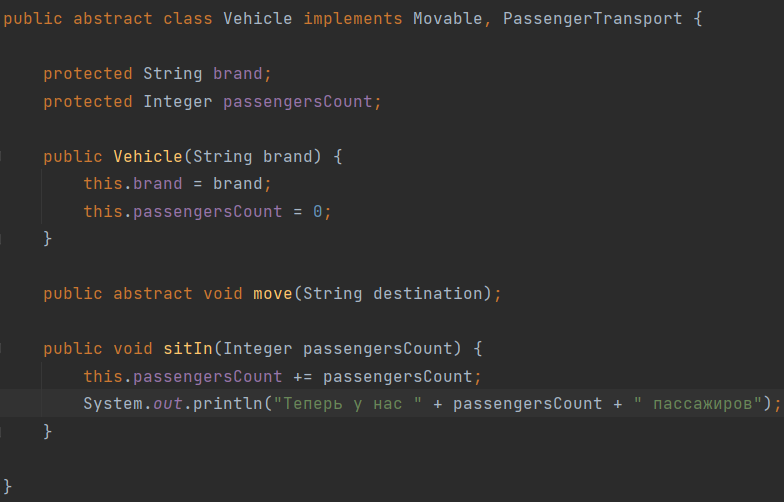 public abstract class Vehicle implements Movable, PassengerTransport {
protected String brand;
protected Integer passengersCount;
public Vehicle(String brand) {
this.brand = brand;
this.passengersCount = 0;
}
public abstract void move(String destination);
public void sitIn(Integer passengersCount) {
this.passengersCount += passengersCount;
System.out.println("Теперь у нас " + passengersCount + " пассажиров");
}
}